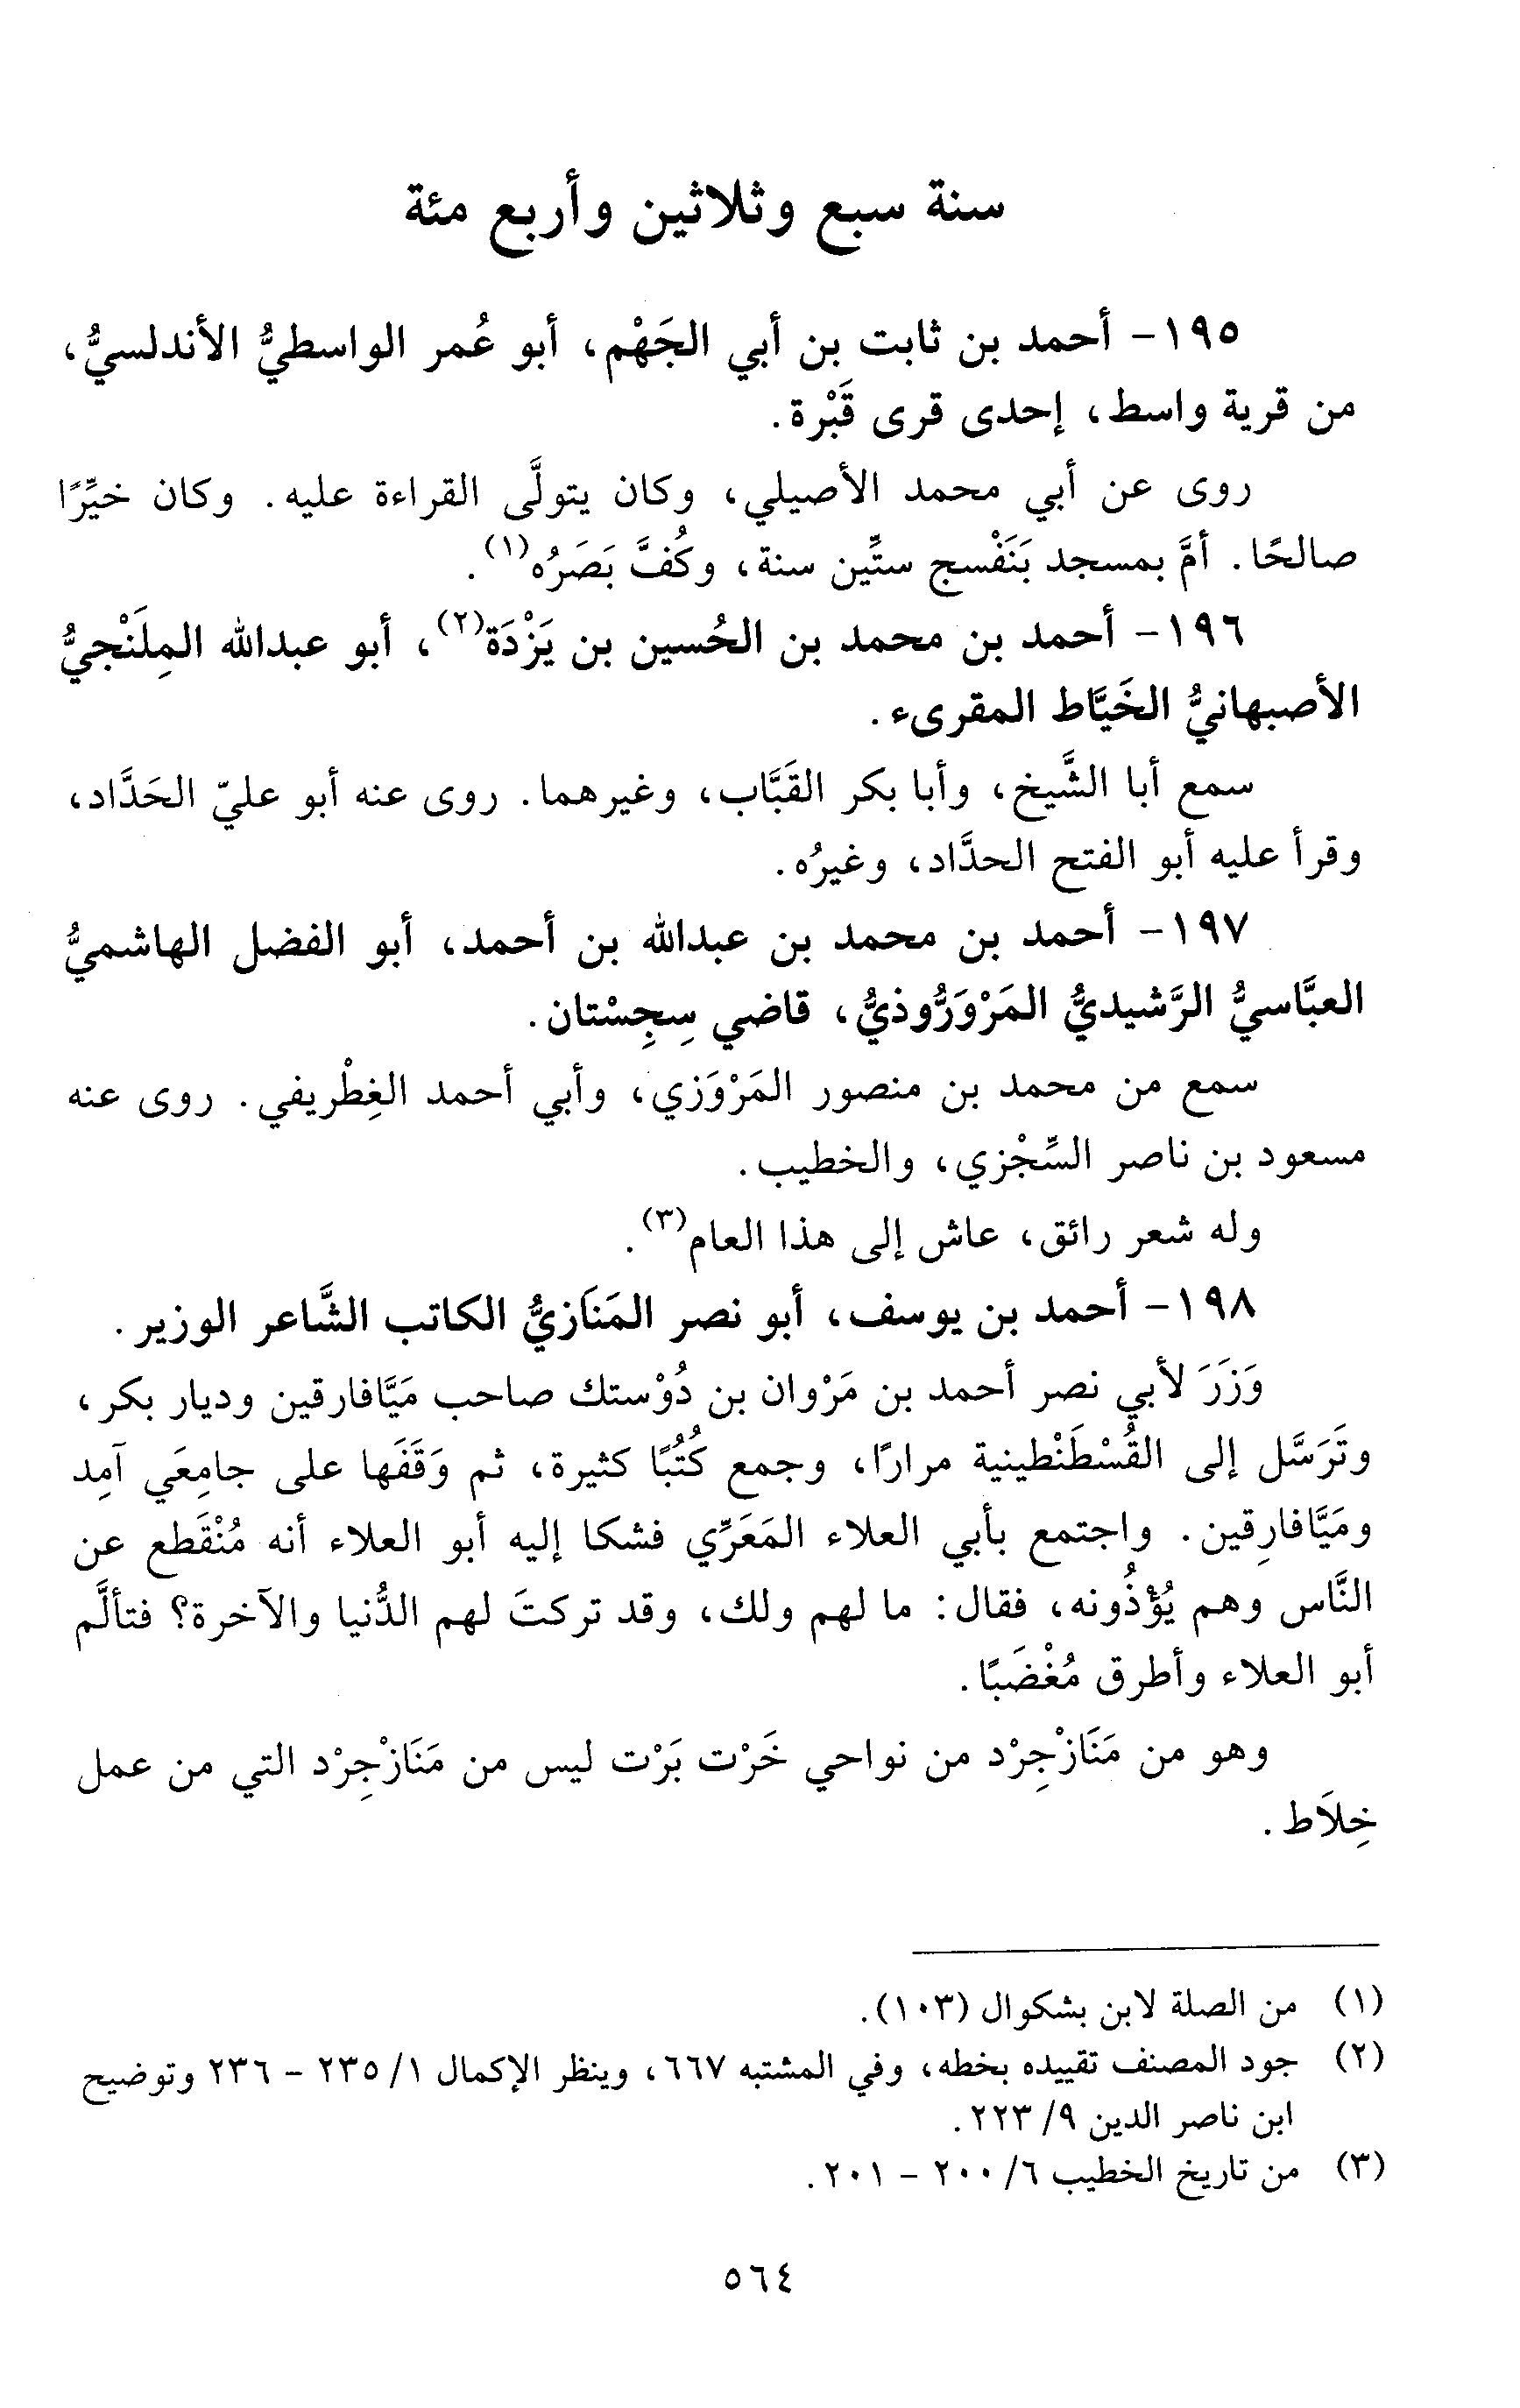 سنة سبع وثلاثين وأربع مئة
١٩٥- أحمد بن ثابت بن أبي الجَهْم، أبو عُمر الواسطيُّ الأندلسيُّ،
من قرية واسط، إحدى قرى قَبْرة.
روى عن أبي محمد الأصيلي، وكان يتولَّى القراءة عليه. وكان خيِّرًا
صالحًا. أمَّ بمسجد بَنَفْسج ستِّين سنة، وكُفَّ بَصَرُه(١).
١٩٦- أحمد بن محمد بن الحُسين بن يَزْدَة(٢)، أبو عبدالله المِلَنْجيُّ
الأصبهانيُّ الخَيَّاط المقرىء.
سمع أبا الشَّيخ، وأبا بكر القَبَّاب، وغيرهما. روى عنه أبو عليّ الحَدَّاد،
وقرأ عليه أبو الفتح الحدَّاد، وغيرُه.
١٩٧- أحمد بن محمد بن عبدالله بن أحمد، أبو الفضل الهاشميُّ
العبَّاسيُّ الرَّشيديُّ المَرْوَرُّوذيُّ، قاضي سِجِسْتان.
سمع من محمد بن منصور المَرْوَزي، وأبي أحمد الغِطْريفي. روى عنه
مسعود بن ناصر السِّجْزي، والخطيب.
وله شعر رائق، عاش إلى هذا العام(٣).
١٩٨- أحمد بن يوسف، أبو نصر المَنَازيُّ الكاتب الشَّاعر الوزير.
وَزَرَ لأبي نصر أحمد بن مَرْوان بن دُوْستك صاحب مَيَّافارقين وديار بكر،
وتَرَسَّل إلى القُسْطَنْطينية مرارًا، وجمع كُتُبًا كثيرة، ثم وَقَفَها على جامِعَي آمِد
ومَيَّافارِقين. واجتمع بأبي العلاء المَعَرِّي فشكا إليه أبو العلاء أنه مُنْقَطع عن
النَّاس وهم يُؤْذُونه، فقال: ما لهم ولك، وقد تركتَ لهم الدُّنيا والآخرة؟ فتألَّم
أبو العلاء وأطرق مُغْضَبًا.
وهو من مَنَازْجِرْد من نواحي خَرْت بَرْت ليس من مَنَازْجِرْد التي من عمل
خِلَاط.
(١) من الصلة لابن بشكوال (١٠٣).
(٢) جود المصنف تقييده بخطه، وفي المشتبه ٦٦٧، وينظر الإكمال ١/ ٢٣٥ - ٢٣٦ وتوضيح
ابن ناصر الدين ٩/ ٢٢٣.
(٣) من تاريخ الخطيب ٦/ ٢٠٠ - ٢٠١.
٥٦٤